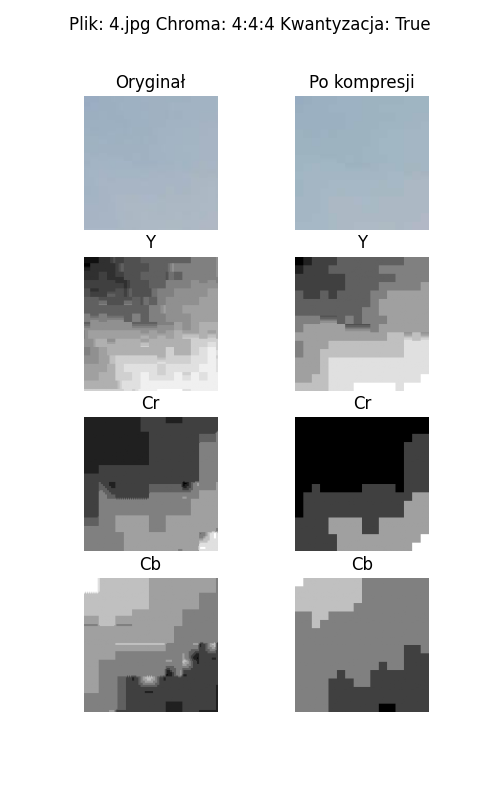 Plik: 4.jpg Chroma: 4:4:4 Kwantyzacja: True
Oryginał Po kompresji
Y Y
Cr Cr
Cb Cb